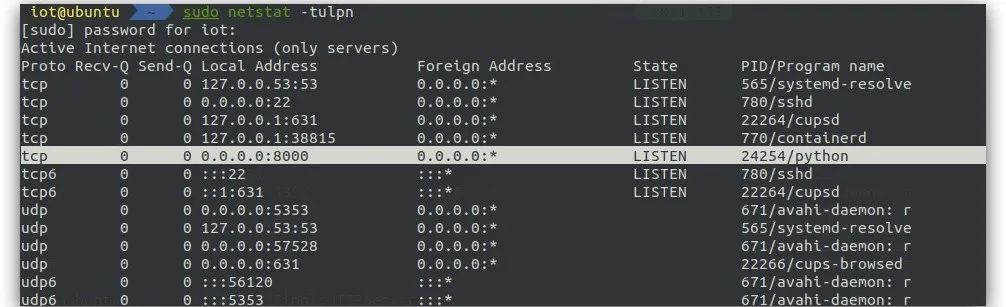 iot@ubuntu ~ sudo netstat -tulpn
[sudo] password for iot:
Active Internet connections (only servers)
Proto Recv-Q Send-Q Local Address Foreign Address State PID/Program name
tcp 0 0 127.0.0.53:53 0.0.0.0:* LISTEN 565/systemd-resolve
tcp 0 0 0.0.0.0:22 0.0.0.0:* LISTEN 780/sshd
tcp 0 0 127.0.0.1:631 0.0.0.0:* LISTEN 22264/cupsd
tcp 0 0 127.0.0.1:38815 0.0.0.0:* LISTEN 770/containerd
tcp 0 0 0.0.0.0:8000 0.0.0.0:* LISTEN 24254/python
tcp6 0 0 :::22 :::* LISTEN 780/sshd
tcp6 0 0 ::1:631 :::* LISTEN 22264/cupsd
udp 0 0 0.0.0.0:5353 0.0.0.0:* 671/avahi-daemon: r
udp 0 0 127.0.0.53:53 0.0.0.0:* 565/systemd-resolve
udp 0 0 0.0.0.0:57528 0.0.0.0:* 671/avahi-daemon: r
udp 0 0 0.0.0.0:631 0.0.0.0:* 22266/cups-browsed
udp6 0 0 :::56120 :::* 671/avahi-daemon: r
udp6 0 0 :::5353 :::* 671/avahi-daemon: r